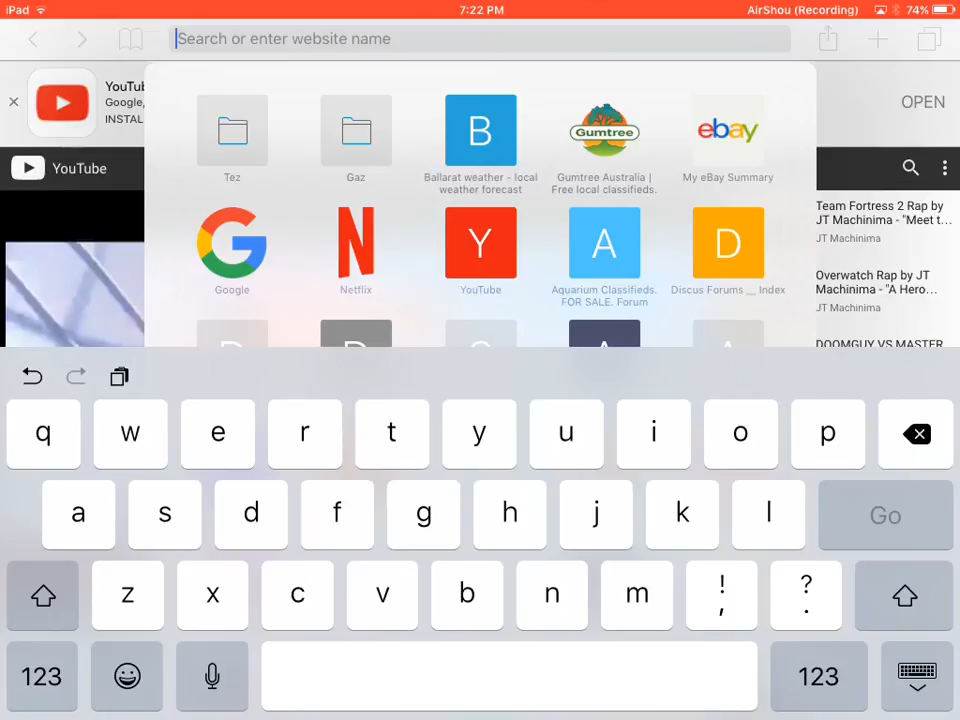 iPad 7:22 PM AirShou (Recording) 74%
Search or enter website name
YouTu
Google,
INSTAL
OPEN
YouTube
Gumtree
ebay
B
Tez
Gaz
Ballarat weather - local
weather forecast
Gumtree Australia |
Free local classifieds.
My eBay Summary
Team Fortress 2 Rap by
JT Machinima - "Meet t...
JT Machinima
G
N
Y
A
D
Google
Netflix
YouTube
Aquarium Classifieds.
FOR SALE. Forum
Discus Forums __ Index
Overwatch Rap by JT
Machinima - "A Hero...
JT Machinima
DOOMGUY VS MASTER
q w e r t y u i o p
a s d f g h j k l Go
z x c v b n m ! , ? .
123 123